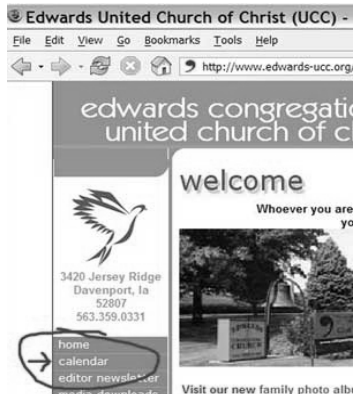 Edwards United Church of Christ (UCC) -
File Edit View Go Bookmarks Tools Help
http://www.edwards-ucc.org/
edwards congregatio
united church of c
welcome
Whoever you are
yo
3420 Jersey Ridge
Davenport, Ia
52807
563.359.0331
home
calendar
editor newsletter
media downloads
Visit our new family photo albu